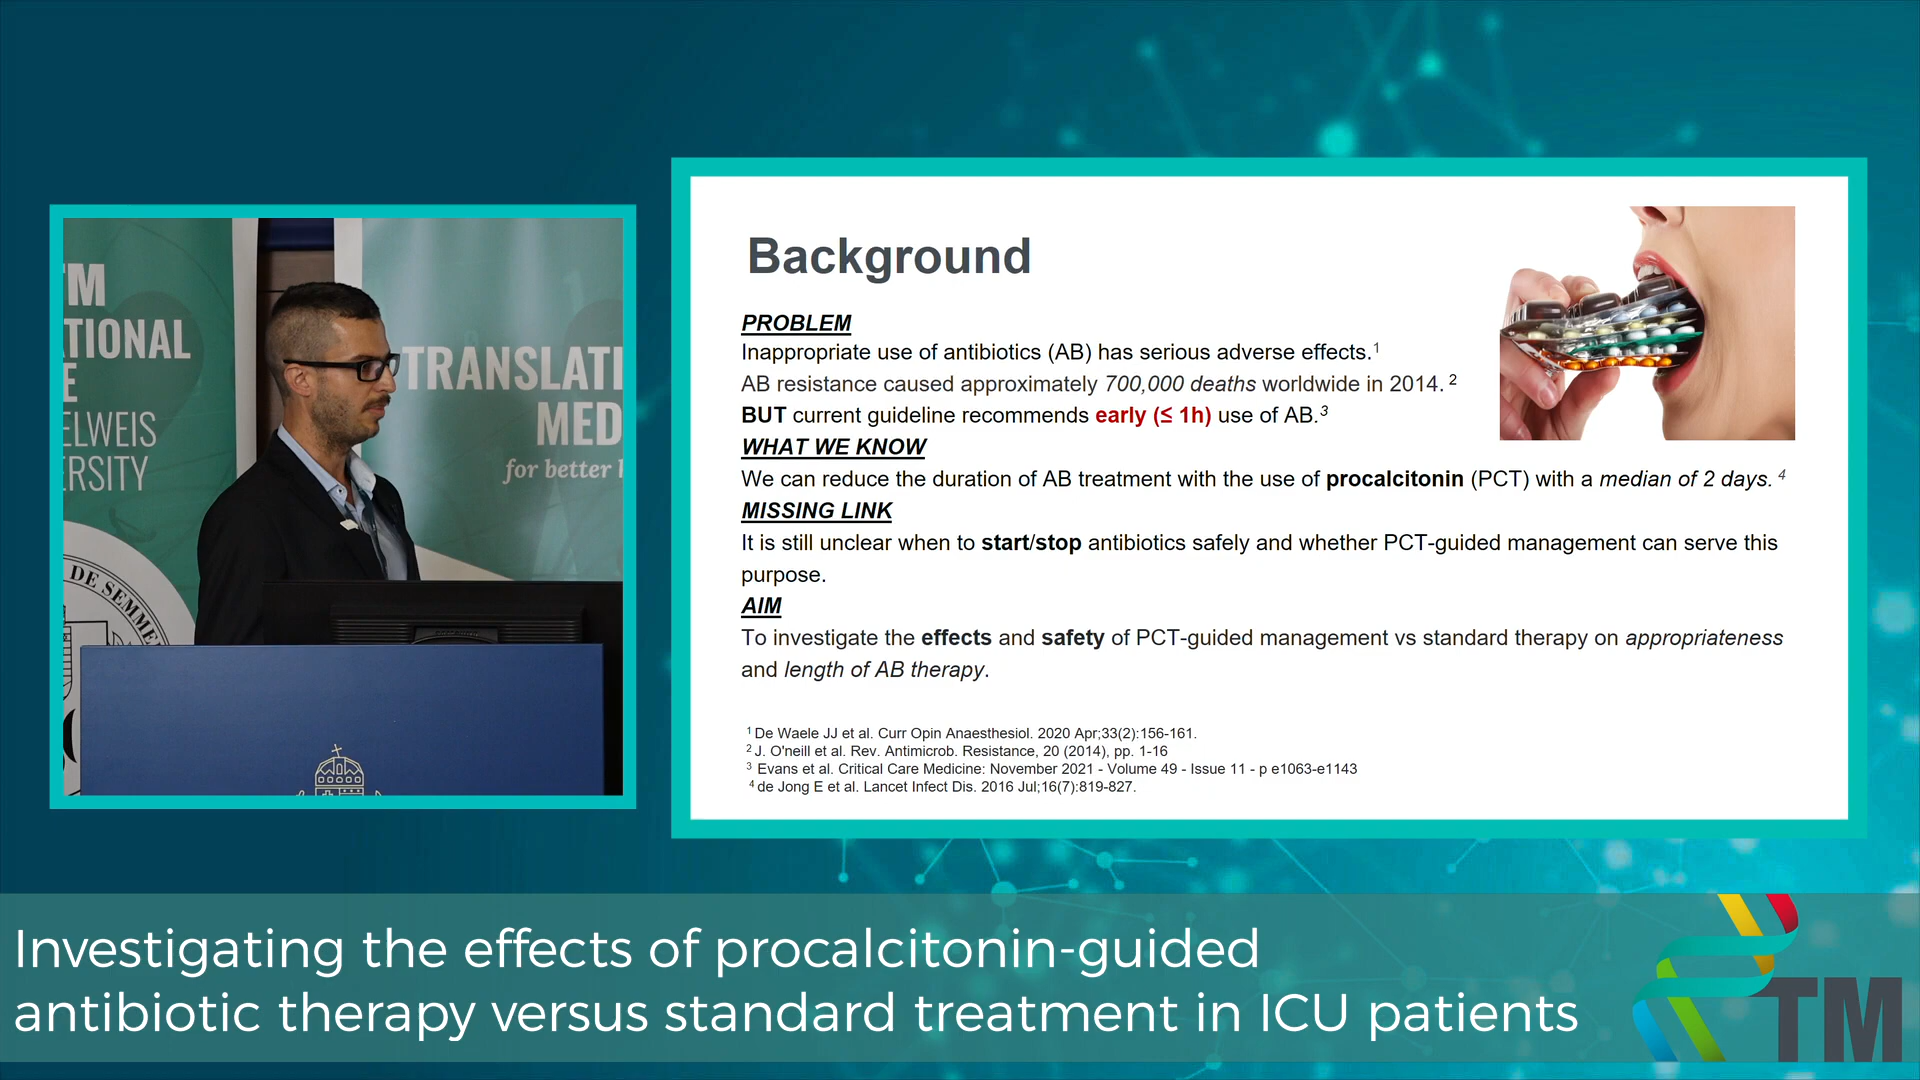 TM
TIONAL
E
ELWEIS
ERSITY
DE SEMME
TRANSLATI
MED
for better
Background
PROBLEM
Inappropriate use of antibiotics (AB) has serious adverse effects.1
AB resistance caused approximately 700,000 deaths worldwide in 2014. 2
BUT current guideline recommends early (≤ 1h) use of AB.3
WHAT WE KNOW
We can reduce the duration of AB treatment with the use of procalcitonin (PCT) with a median of 2 days. 4
MISSING LINK
It is still unclear when to start/stop antibiotics safely and whether PCT-guided management can serve this
purpose.
AIM
To investigate the effects and safety of PCT-guided management vs standard therapy on appropriateness
and length of AB therapy.
1 De Waele JJ et al. Curr Opin Anaesthesiol. 2020 Apr;33(2):156-161.
2 J. O'neill et al. Rev. Antimicrob. Resistance, 20 (2014), pp. 1-16
3 Evans et al. Critical Care Medicine: November 2021 - Volume 49 - Issue 11 - p e1063-e1143
4 de Jong E et al. Lancet Infect Dis. 2016 Jul;16(7):819-827.
Investigating the effects of procalcitonin-guided
antibiotic therapy versus standard treatment in ICU patients
TM